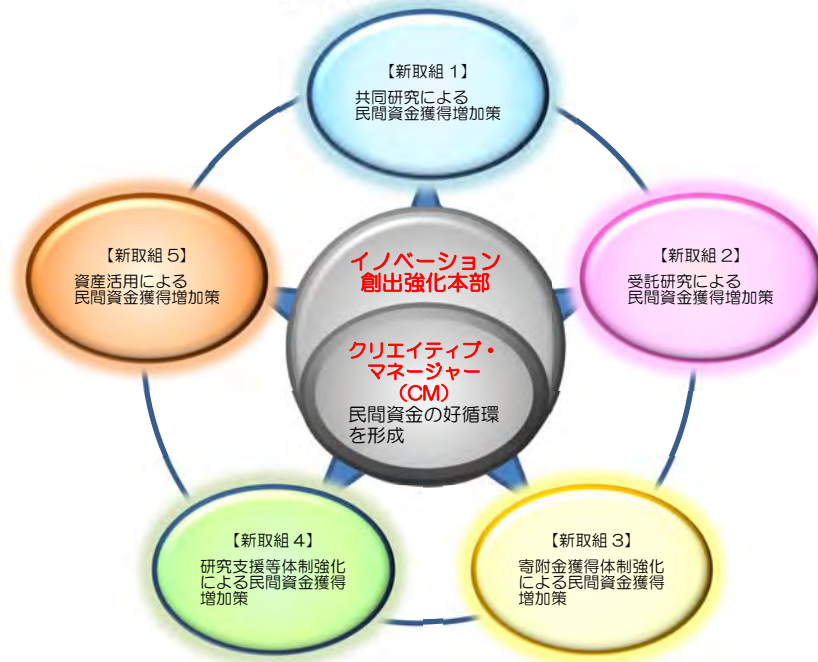 【新取組1】
共同研究による
民間資金獲得増加策
【新取組5】
資産活用による
民間資金獲得増加策
イノベーション
創出強化本部
【新取組2】
受託研究による
民間資金獲得増加策
クリエイティブ・
マネージャー
（CM）
民間資金の好循環
を形成
【新取組4】
研究支援等体制強化
による民間資金獲得
増加策
【新取組3】
寄附金獲得体制強化
による民間資金獲得
増加策